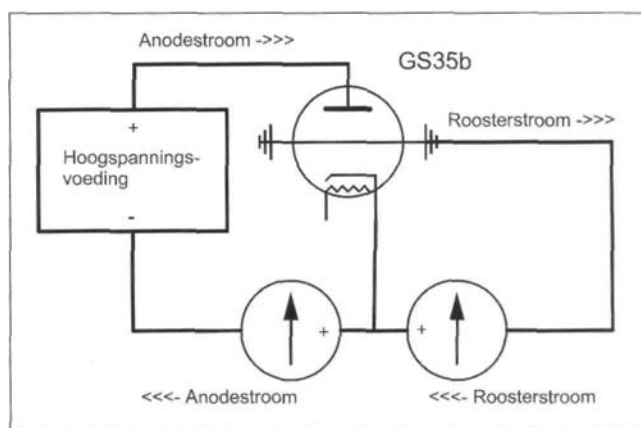 Anodestroom ->>>
GS35b
Roosterstroom ->>>
+
Hoogspannings-
voeding
-
+
+
<<<- Anodestroom
<<<- Roosterstroom